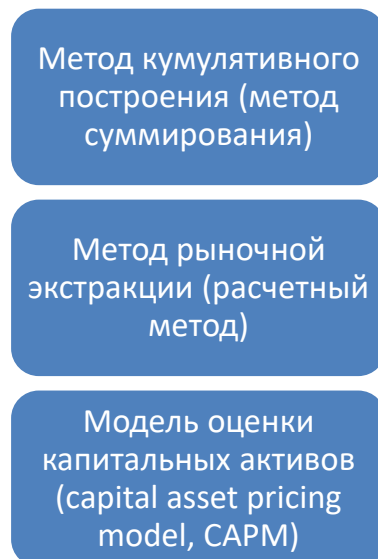 Метод кумулятивного
построения (метод
суммирования)
Метод рыночной
экстракции (расчетный
метод)
Модель оценки
капитальных активов
(capital asset pricing
model, CAPM)